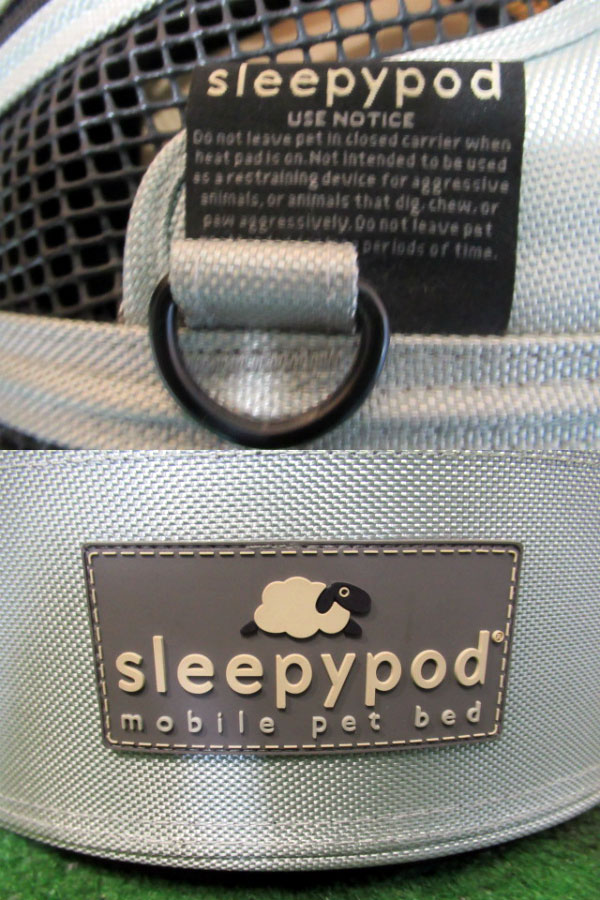 sleepypod
USE NOTICE
Do not leave pet in closed carrier when
heat pad is on. Not intended to be used
as a restraining device for aggressive
animals, or animals that dig, chew, or
paw aggressively. Do not leave pet
periods of time.
sleepypod®
mobile pet bed